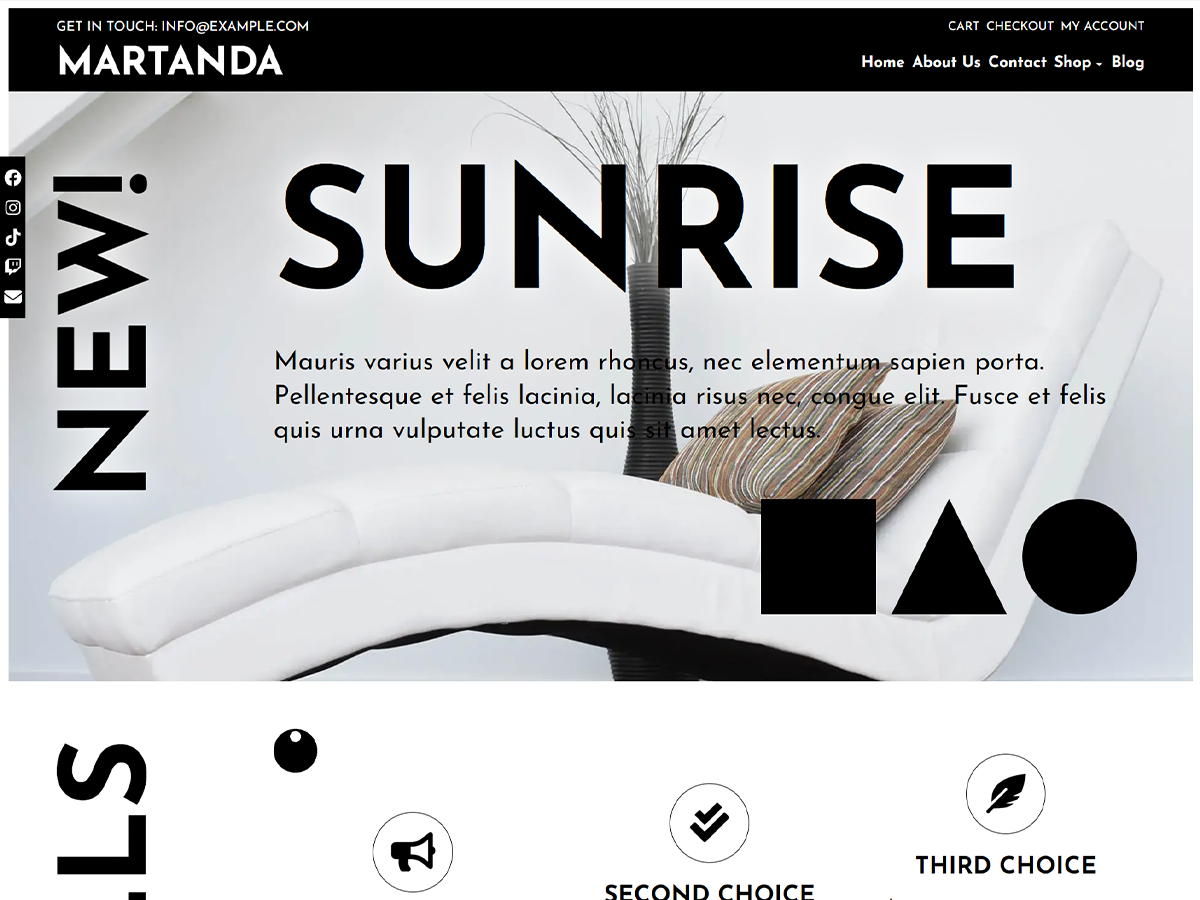 GET IN TOUCH: INFO@EXAMPLE.COM
CART CHECKOUT MY ACCOUNT
MARTANDA
Home About Us Contact Shop Blog
NEW!
SUNRISE
Mauris varius velit a lorem rhoncus, nec elementum sapien porta.
Pellentesque et felis lacinia, lacinia risus nec, congue elit. Fusce et felis
quis urna vulputate luctus quis sit amet lectus.
LS
THIRD CHOICE
SECOND CHOICE